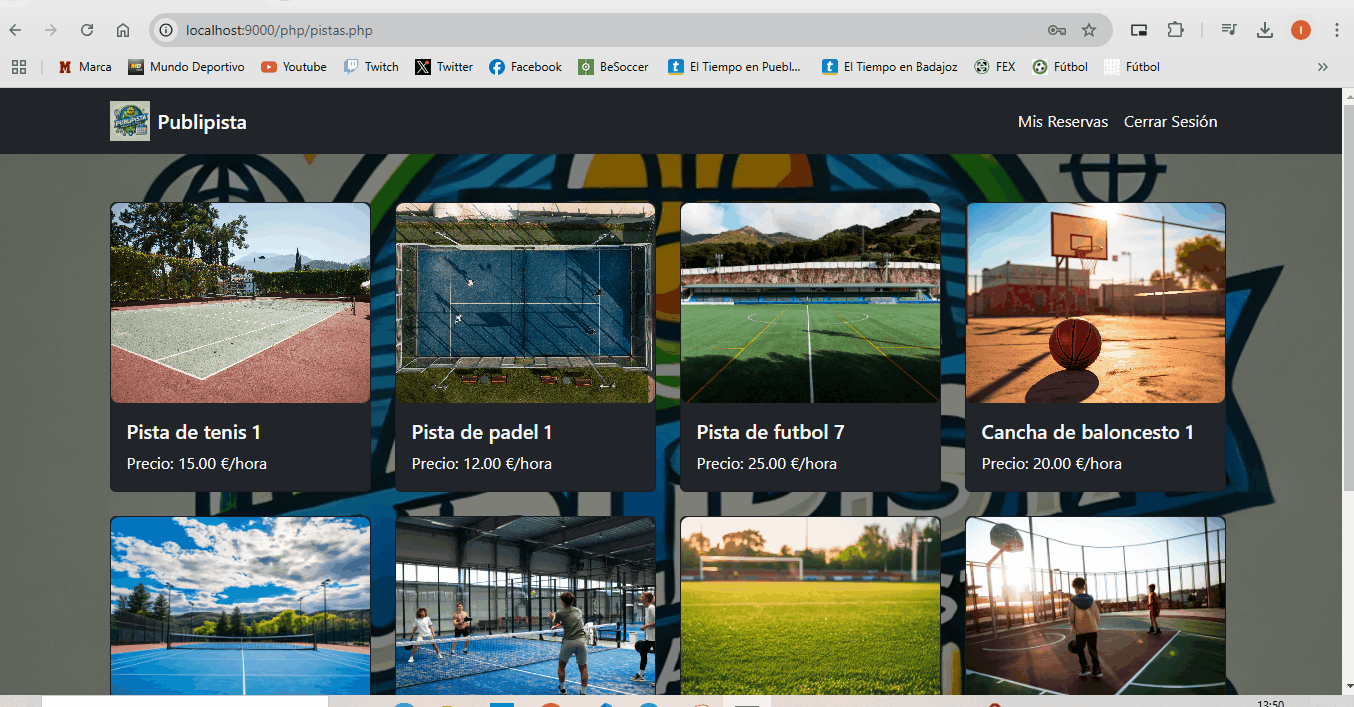 localhost:9000/php/pistas.php
I
Marca
Mundo Deportivo
Youtube
Twitch
Twitter
Facebook
BeSoccer
El Tiempo en Puebl...
El Tiempo en Badajoz
FEX
Fútbol
Fútbol
PUBLIPISTA
Publipista
Mis Reservas
Cerrar Sesión
Pista de tenis 1
Precio: 15.00 €/hora
Pista de padel 1
Precio: 12.00 €/hora
Pista de futbol 7
Precio: 25.00 €/hora
Cancha de baloncesto 1
Precio: 20.00 €/hora
13:50